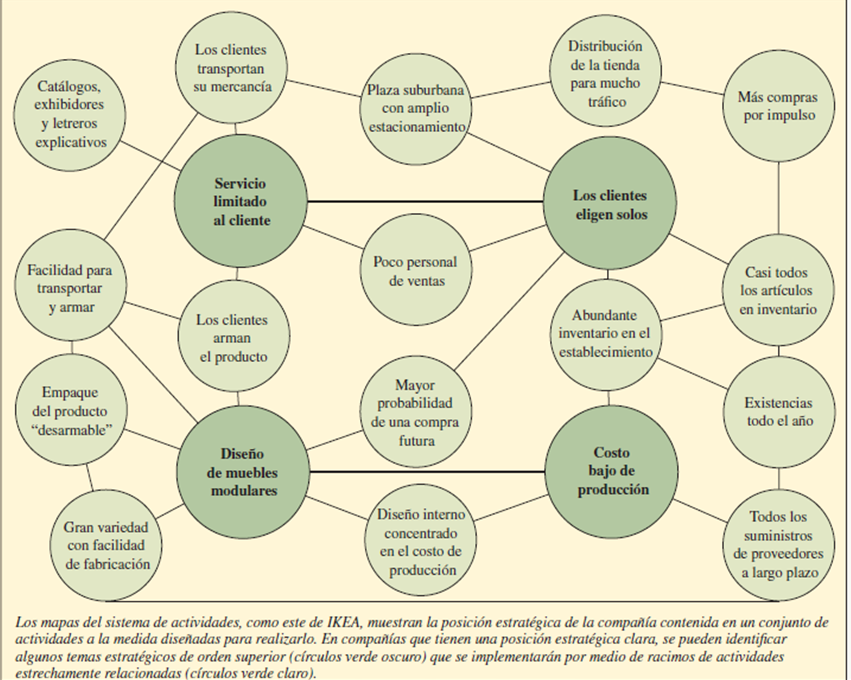 Los clientes
transportan
su mercancía
Distribución
de la tienda
para mucho
tráfico
Catálogos,
exhibidores
y letreros
explicativos
Plaza suburbana
con amplio
estacionamiento
Más compras
por impulso
Servicio
limitado
al cliente
Los clientes
eligen solos
Facilidad para
transportar
y armar
Poco personal
de ventas
Casi todos
los artículos
en inventario
Los clientes
arman
el producto
Abundante
inventario en el
establecimiento
Empaque
del producto
“desarmable”
Mayor
probabilidad
de una compra
futura
Existencias
todo el año
Diseño
de muebles
modulares
Costo
bajo de
producción
Gran variedad
con facilidad
de fabricación
Diseño interno
concentrado
en el costo de
producción
Todos los
suministros
de proveedores
a largo plazo
Los mapas del sistema de actividades, como este de IKEA, muestran la posición estratégica de la compañía contenida en un conjunto de
actividades a la medida diseñadas para realizarlo. En compañías que tienen una posición estratégica clara, se pueden identificar
algunos temas estratégicos de orden superior (círculos verde oscuro) que se implementarán por medio de racimos de actividades
estrechamente relacionadas (círculos verde claro).